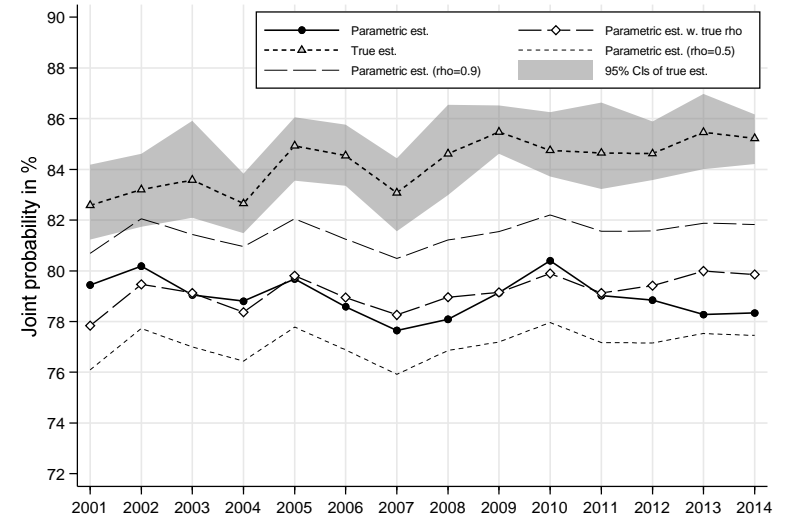 Parametric est.
Parametric est. w. true rho
True est.
Parametric est. (rho=0.5)
Parametric est. (rho=0.9)
95% CIs of true est.
Joint probability in %
90
88
86
84
82
80
78
76
74
72
2001 2002 2003 2004 2005 2006 2007 2008 2009 2010 2011 2012 2013 2014